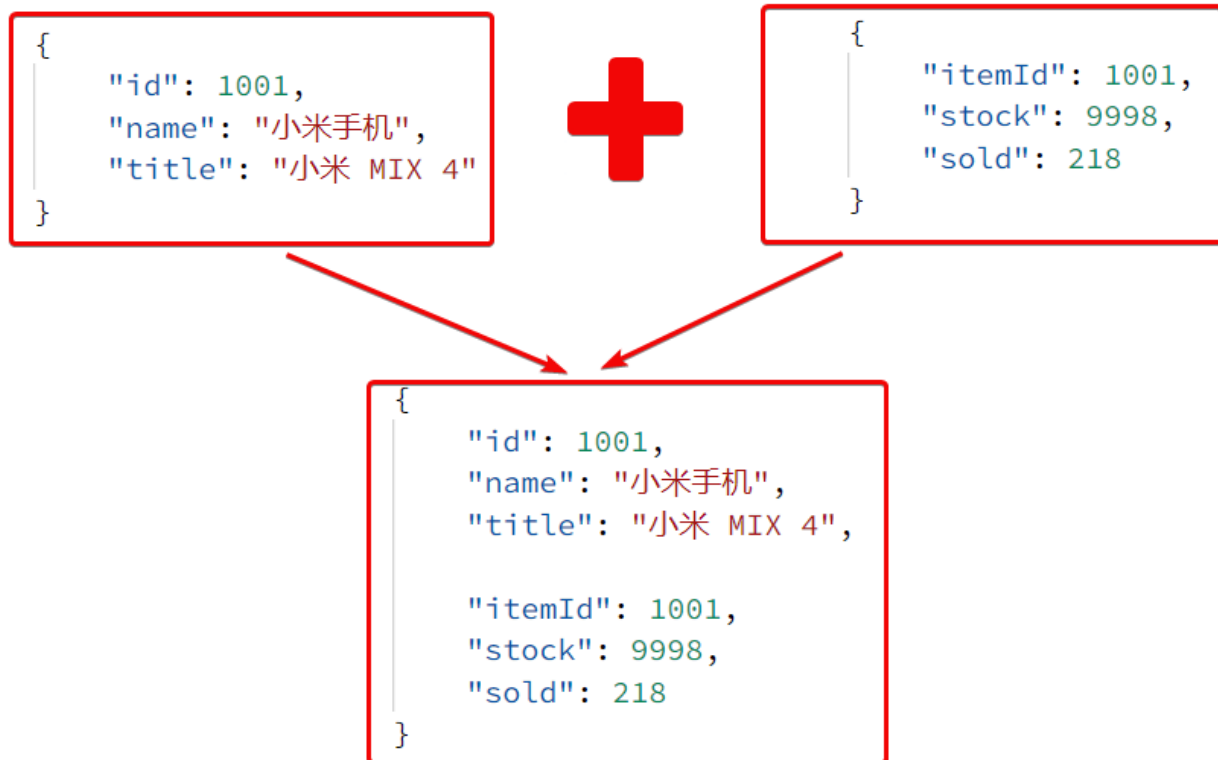 {
"id": 1001,
"name": "小米手机",
"title": "小米 MIX 4"
}
{
"itemId": 1001,
"stock": 9998,
"sold": 218
}
{
"id": 1001,
"name": "小米手机",
"title": "小米 MIX 4",
"itemId": 1001,
"stock": 9998,
"sold": 218
}